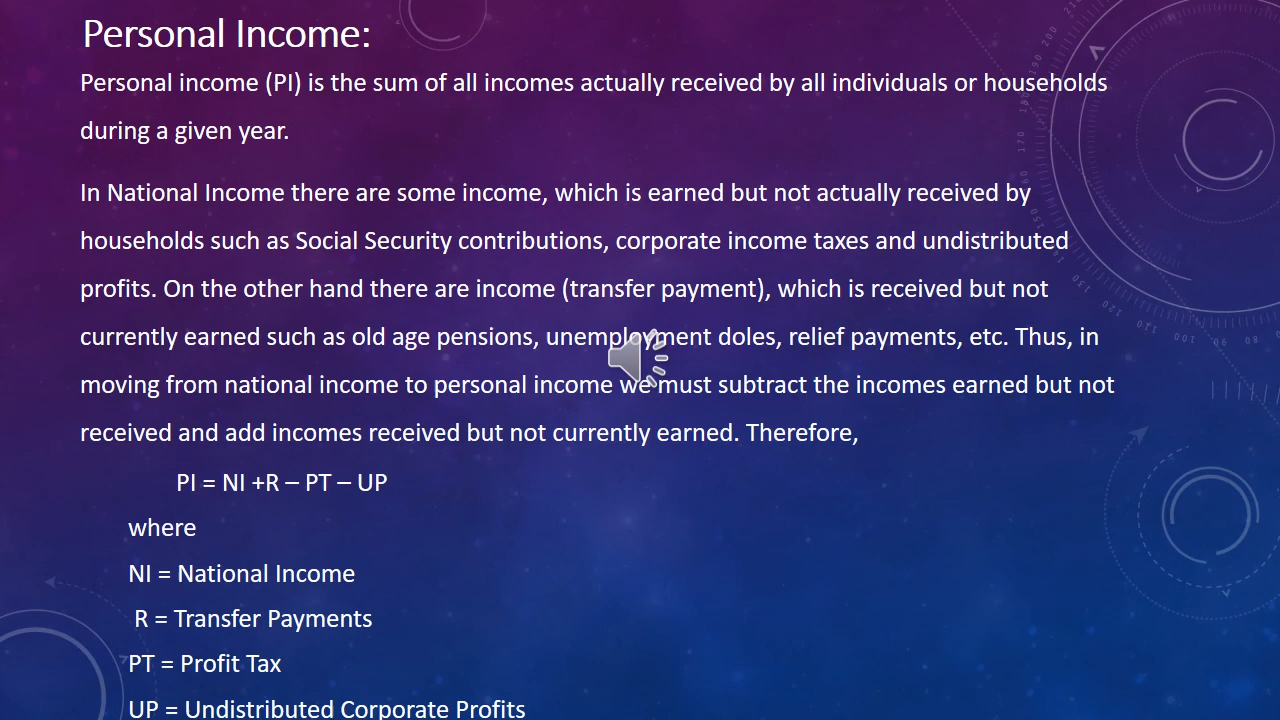 Personal Income:
Personal income (PI) is the sum of all incomes actually received by all individuals or households
during a given year.
In National Income there are some income, which is earned but not actually received by
households such as Social Security contributions, corporate income taxes and undistributed
profits. On the other hand there are income (transfer payment), which is received but not
currently earned such as old age pensions, unemployment doles, relief payments, etc. Thus, in
moving from national income to personal income we must subtract the incomes earned but not
received and add incomes received but not currently earned. Therefore,
PI = NI +R – PT – UP
where
NI = National Income
R = Transfer Payments
PT = Profit Tax
UP = Undistributed Corporate Profits